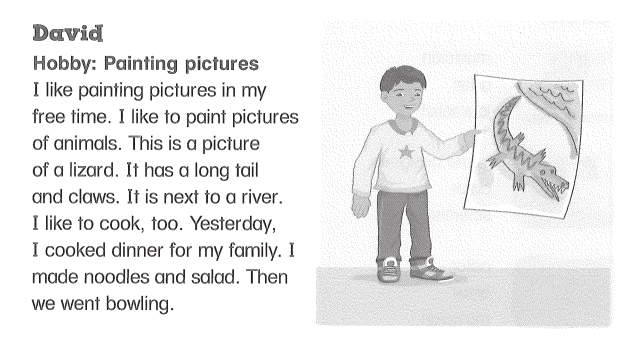 David
Hobby: Painting pictures
I like painting pictures in my
free time. I like to paint pictures
of animals. This is a picture
of a lizard. It has a long tail
and claws. It is next to a river.
I like to cook, too. Yesterday,
I cooked dinner for my family. I
made noodles and salad. Then
we went bowling.